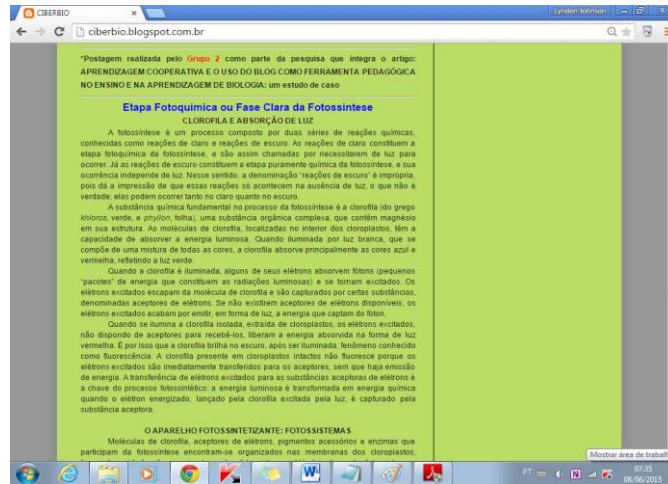 CIBERBIO
Lyndon Johnson
ciberbio.blogspot.com.br
*Postagem realizada pelo Grupo 2 como parte da pesquisa que integra o artigo:
APRENDIZAGEM COOPERATIVA E O USO DO BLOG COMO FERRAMENTA PEDAGÓGICA
NO ENSINO E NA APRENDIZAGEM DE BIOLOGIA: um estudo de caso
Etapa Fotoquimica ou Fase Clara da Fotossintese
CLOROFILA E ABSORÇÃO DE LUZ
A fotossíntese é um processo composto por duas séries de reações químicas,
conhecidas como reações de claro e reações de escuro. As reações de claro constituem a
etapa fotoquímica da fotossíntese, e são assim chamadas por necessitarem de luz para
ocorrer. Já as reações de escuro constituem a etapa puramente química da fotossíntese, e sua
ocorrência independe de luz. Nesse sentido, a denominação "reações de escuro" é imprópria,
pois dá a impressão de que essas reações só acontecem na ausência de luz, o que não é
verdade; elas podem ocorrer tanto no claro quanto no escuro.
A substância química fundamental no processo da fotossíntese é a clorofila (do grego
khloros, verde, e phyllon, folha), uma substância orgânica complexa, que contém magnésio
em sua estrutura. As moléculas de clorofila, localizadas no interior dos cloroplastos, têm a
capacidade de absorver a energia luminosa. Quando iluminada por luz branca, que se
compõe de uma mistura de todas as cores, a clorofila absorve principalmente as cores azul e
vermelha, refletindo a luz verde.
Quando a clorofila é iluminada, alguns de seus elétrons absorvem fótons (pequenos
"pacotes" de energia que constituem as radiações luminosas) e se tornam excitados. Os
elétrons excitados escapam da molécula de clorofila e são capturados por certas substâncias,
denominadas aceptores de elétrons. Se não existirem aceptores de elétrons disponíveis, os
elétrons excitados acabam por emitir, em forma de luz, a energia que captam do fóton.
Quando se ilumina a clorofila isolada, extraída de cloroplastos, os elétrons excitados,
não dispondo de aceptores para recebê-los, liberam a energia absorvida na forma de luz
vermelha. É por isso que a clorofila brilha no escuro, após ser iluminada, fenômeno conhecido
como fluorescência. A clorofila presente em cloroplastos intactos não fluoresce porque os
elétrons excitados são imediatamente transferidos para os aceptores, sem que haja emissão
de energia. A transferência de elétrons excitados para as substâncias aceptoras de elétrons é
a chave do processo fotossintético: a energia luminosa é transformada em energia química
quando o elétron energizado, lançado pela clorofila excitada pela luz, é capturado pela
substância aceptora.
O APARELHO FOTOSSINTETIZANTE: FOTOSSISTEMAS
Moléculas de clorofila, aceptores de elétrons, pigmentos acessórios e enzimas que
participam da fotossíntese encontram-se organizados nas membranas dos cloroplastos,
Mostrar área de trabalh
PT
07:35
08/06/2015